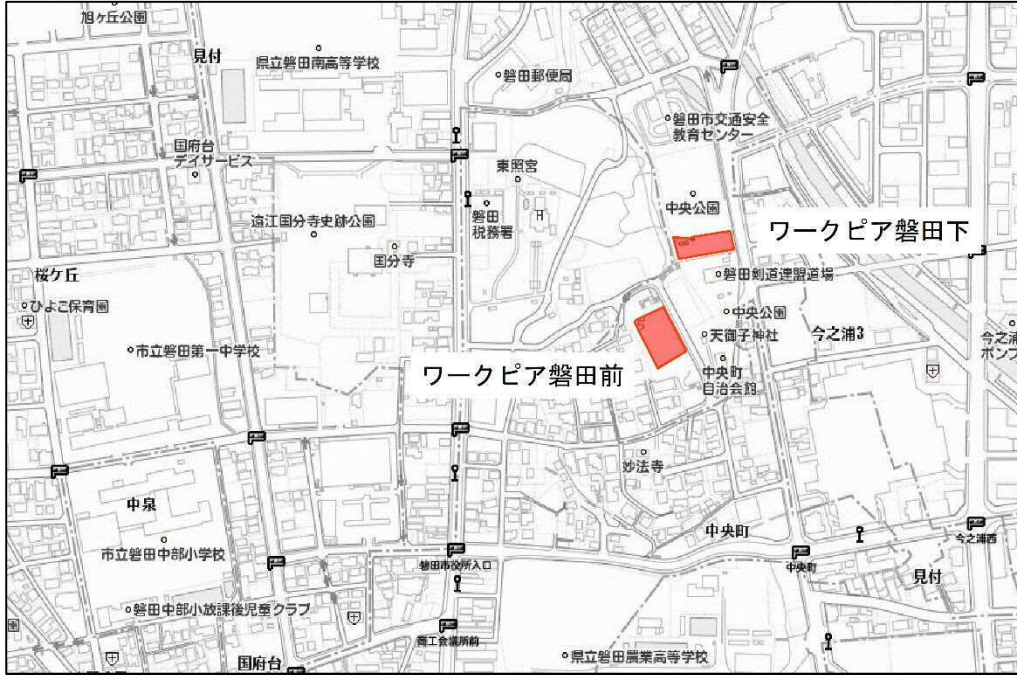 旭ヶ丘公園
見付
県立磐田南高等学校
磐田郵便局
磐田市交通安全
教育センター
国府台
デイサービス
東照宮
中央公園
磐田
税務署
遠江国分寺史跡公園
国分寺
ワークピア磐田下
磐田剣道連盟道場
桜ケ丘
ひよこ保育園
中央公園
天御子神社
今之浦3
今之浦
ポンプ
市立磐田第一中学校
ワークピア磐田前
中央町
自治会館
妙法寺
中泉
中央町
今之浦西
市立磐田中部小学校
磐田市役所入口
中央町
見付
磐田中部小放課後児童クラブ
商工会議所前
国府台
県立磐田農業高等学校